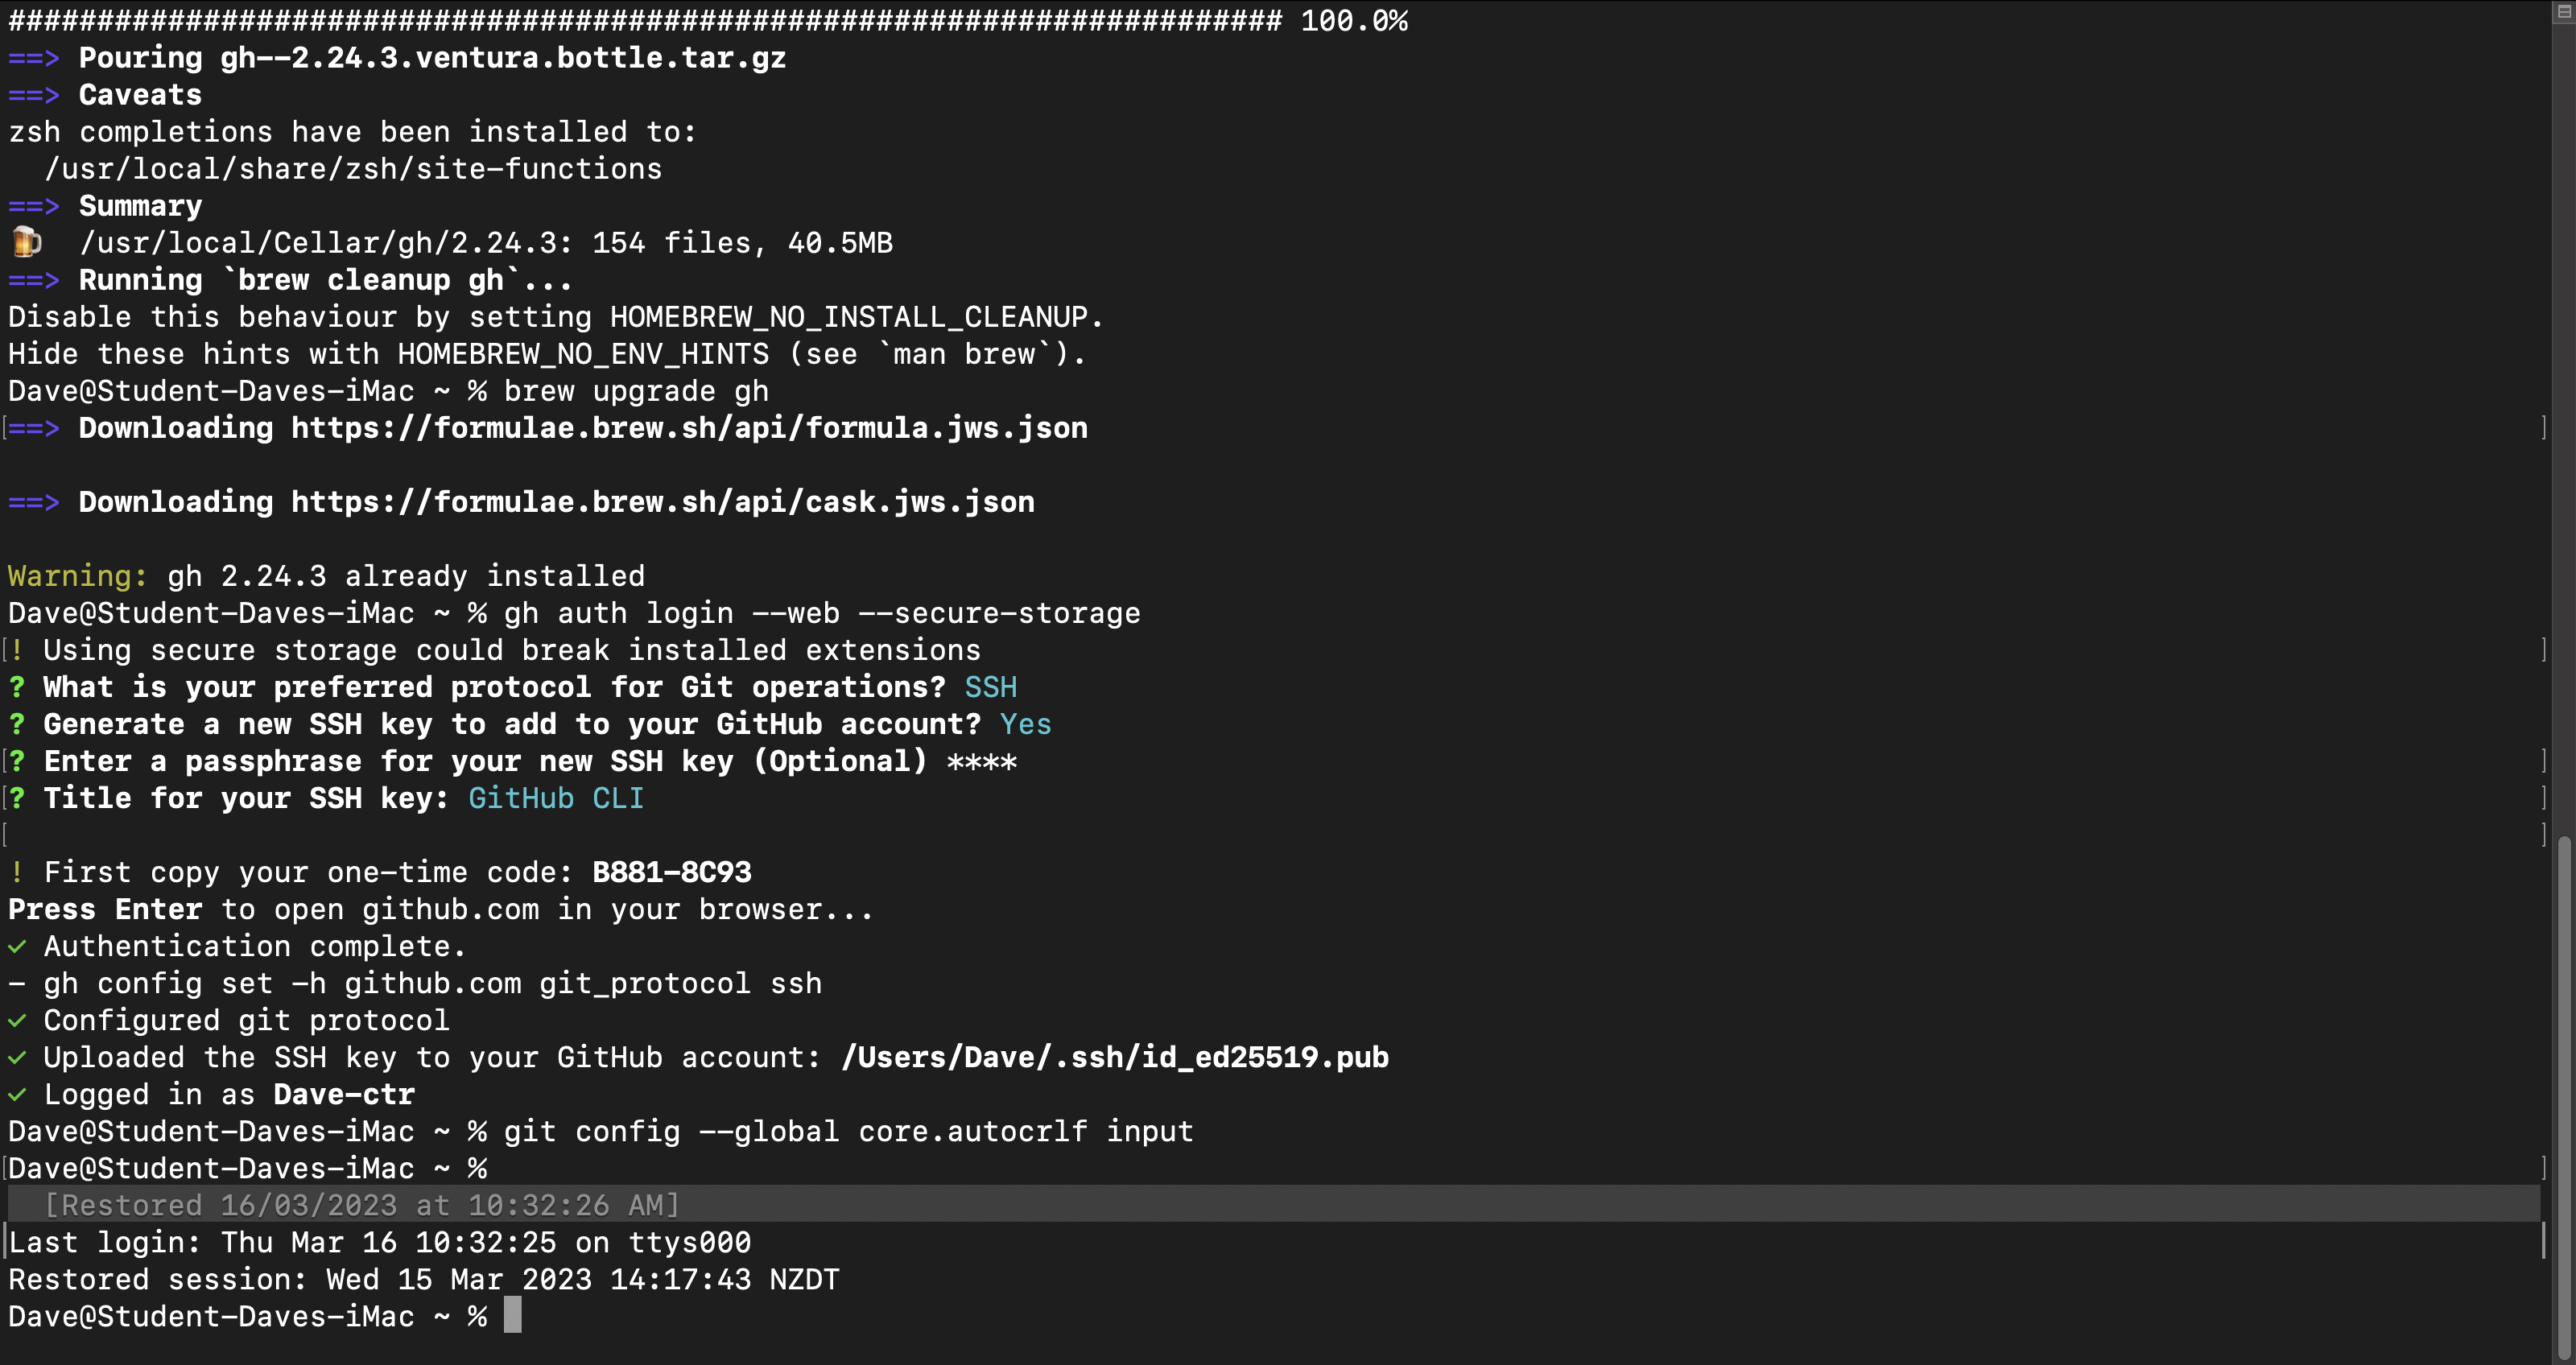 ######################################################################## 100.0%
==> Pouring gh--2.24.3.ventura.bottle.tar.gz
==> Caveats
zsh completions have been installed to:
  /usr/local/share/zsh/site-functions
==> Summary
🍺  /usr/local/Cellar/gh/2.24.3: 154 files, 40.5MB
==> Running `brew cleanup gh`...
Disable this behaviour by setting HOMEBREW_NO_INSTALL_CLEANUP.
Hide these hints with HOMEBREW_NO_ENV_HINTS (see `man brew`).
Dave@Student-Daves-iMac ~ % brew upgrade gh
==> Downloading https://formulae.brew.sh/api/formula.jws.json
==> Downloading https://formulae.brew.sh/api/cask.jws.json
Warning: gh 2.24.3 already installed
Dave@Student-Daves-iMac ~ % gh auth login --web --secure-storage
! Using secure storage could break installed extensions
? What is your preferred protocol for Git operations? SSH
? Generate a new SSH key to add to your GitHub account? Yes
? Enter a passphrase for your new SSH key (Optional) ****
? Title for your SSH key: GitHub CLI
! First copy your one-time code: B881-8C93
Press Enter to open github.com in your browser...
✓ Authentication complete.
- gh config set -h github.com git_protocol ssh
✓ Configured git protocol
✓ Uploaded the SSH key to your GitHub account: /Users/Dave/.ssh/id_ed25519.pub
✓ Logged in as Dave-ctr
Dave@Student-Daves-iMac ~ % git config --global core.autocrlf input
Dave@Student-Daves-iMac ~ %
[Restored 16/03/2023 at 10:32:26 AM]
Last login: Thu Mar 16 10:32:25 on ttys000
Restored session: Wed 15 Mar 2023 14:17:43 NZDT
Dave@Student-Daves-iMac ~ %